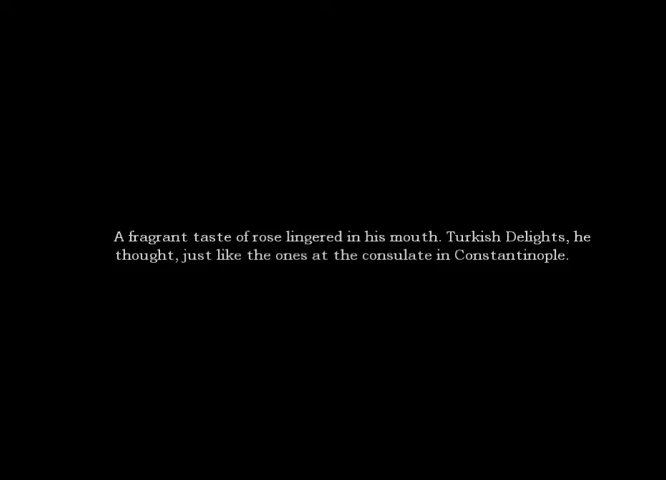 A fragrant taste of rose lingered in his mouth. Turkish Delights, he
thought, just like the ones at the consulate in Constantinople.